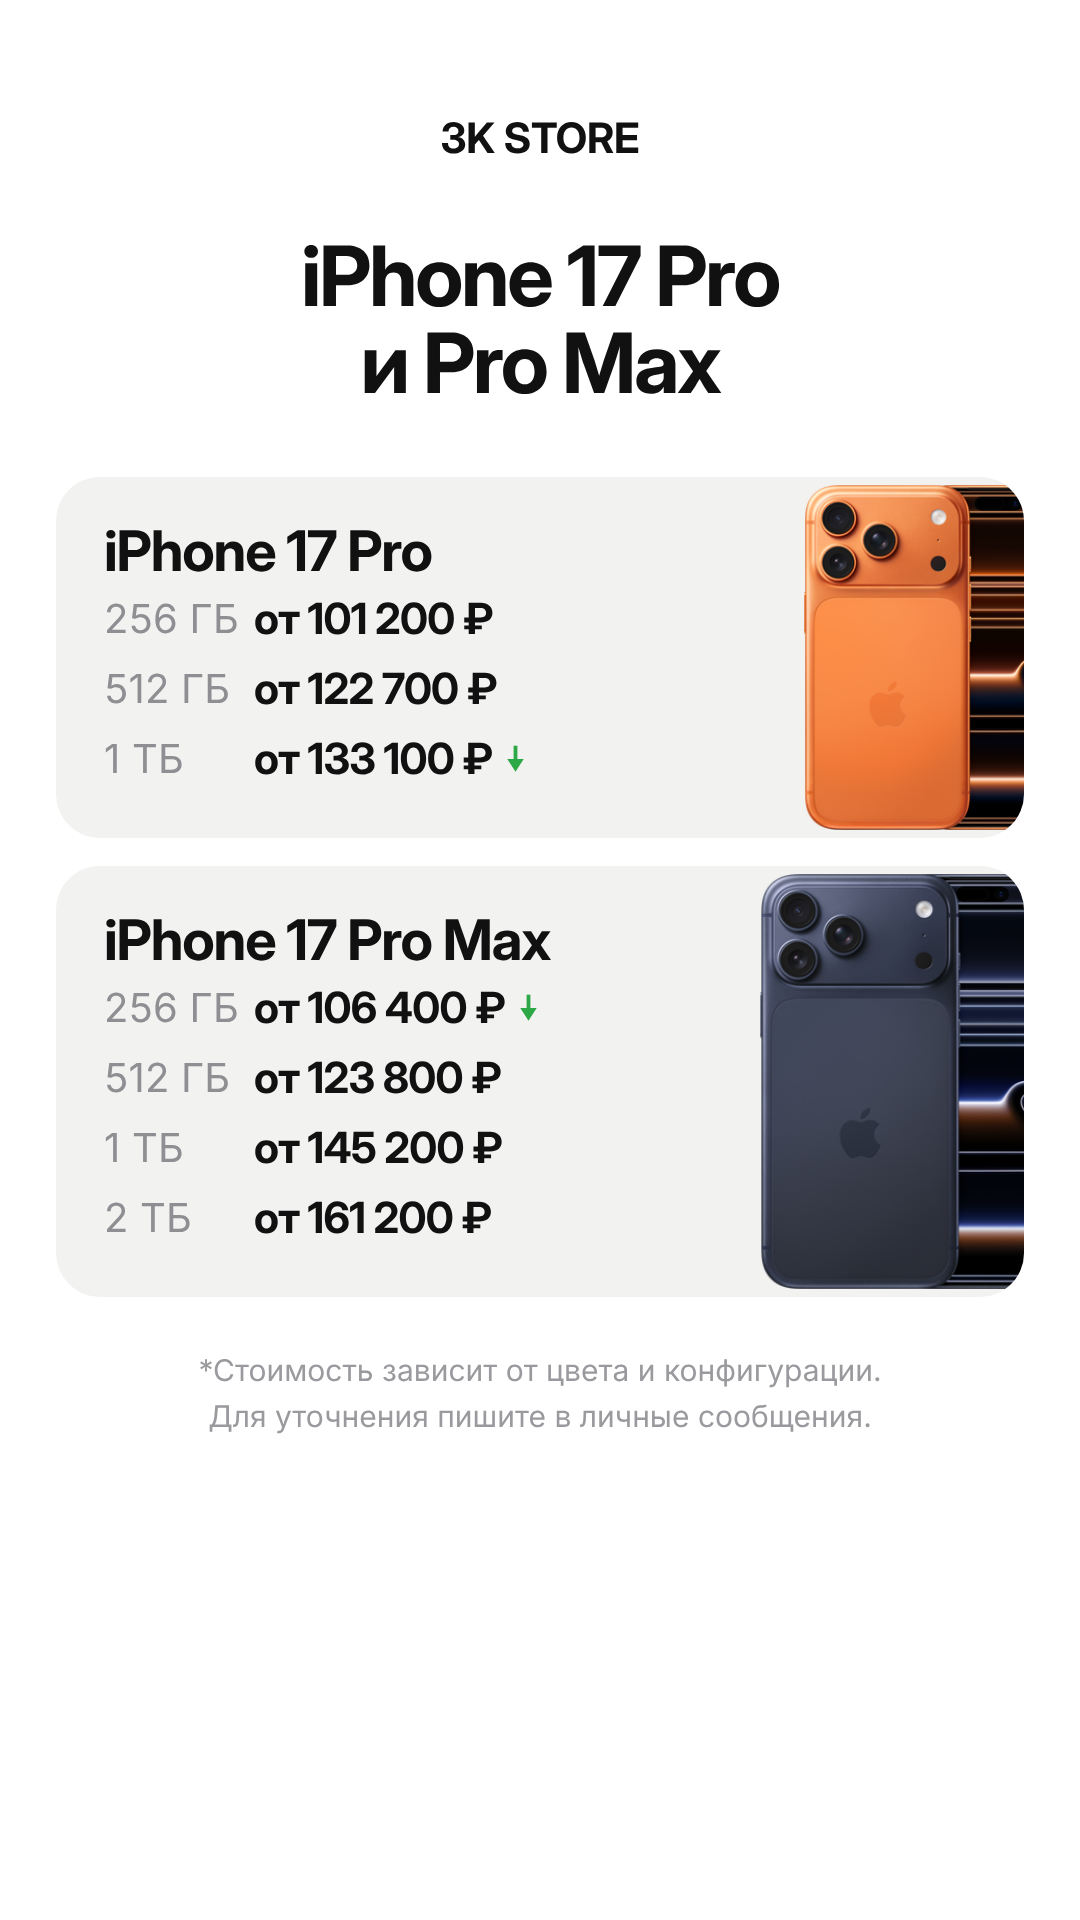 3K STORE
iPhone 17 Pro
и Pro Max
iPhone 17 Pro
256 ГБ от 101 200 ₽
512 ГБ от 122 700 ₽
1 ТБ от 133 100 ₽ ↓
iPhone 17 Pro Max
256 ГБ от 106 400 ₽ ↓
512 ГБ от 123 800 ₽
1 ТБ от 145 200 ₽
2 ТБ от 161 200 ₽
*Стоимость зависит от цвета и конфигурации.
Для уточнения пишите в личные сообщения.